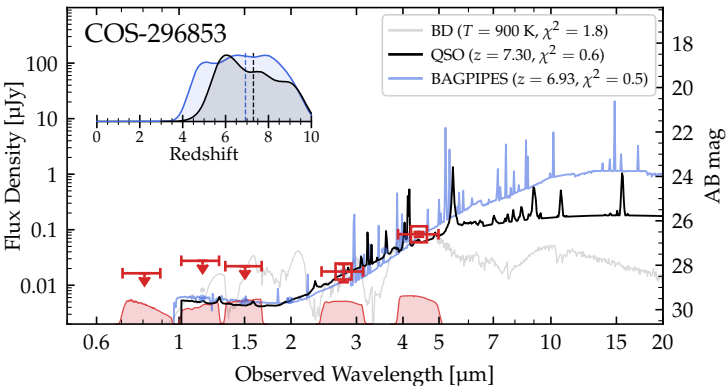 COS-296853
BD (T = 900 K, χ² = 1.8)
QSO (z = 7.30, χ² = 0.6)
BAGPIPES (z = 6.93, χ² = 0.5)
Flux Density [µJy]
100
10
1
0.1
0.01
0 2 4 6 8 10
Redshift
18
20
22
24
26
28
30
AB mag
0.6 1 1.5 2 3 4 5 7 10 15 20
Observed Wavelength [µm]